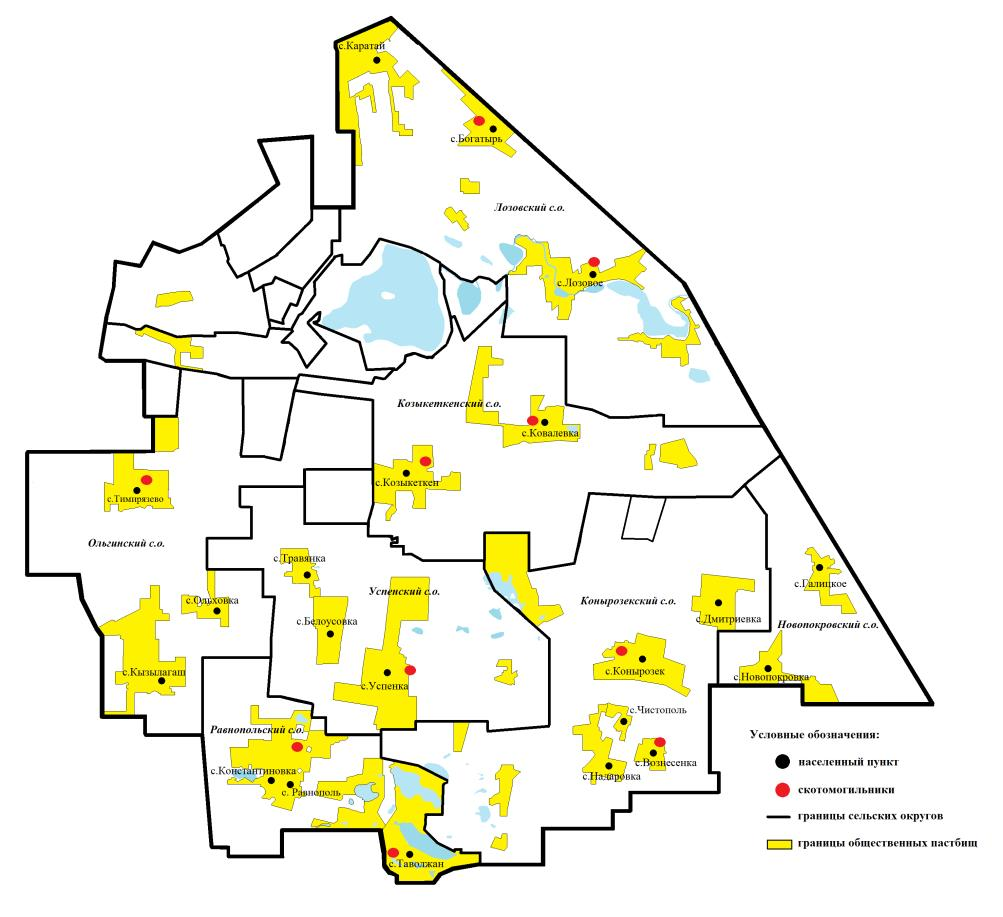 с.Каратай
с.Богатырь
Лозовский с.о.
с.Лозовое
Козыкеткенский с.о.
с.Ковалевка
с.Козыкеткен
с.Тимирязево
Ольгинский с.о.
с.Травянка
с.Галицкое
Успенский с.о.
с.Ольховка
Конырозекский с.о.
с.Белоусовка
с.Дмитриевка
Новопокровский с.о.
с.Кызылагаш
с.Конырозек
с.Новопокровка
с.Успенка
с.Чистополь
Равнопольский с.о.
Условные обозначения:
населенный пункт
с.Вознесенка
с.Константиновка
с.Надаровка
с. Равнополь
скотомогильники
границы сельских округов
границы общественных пастбищ
с.Таволжан